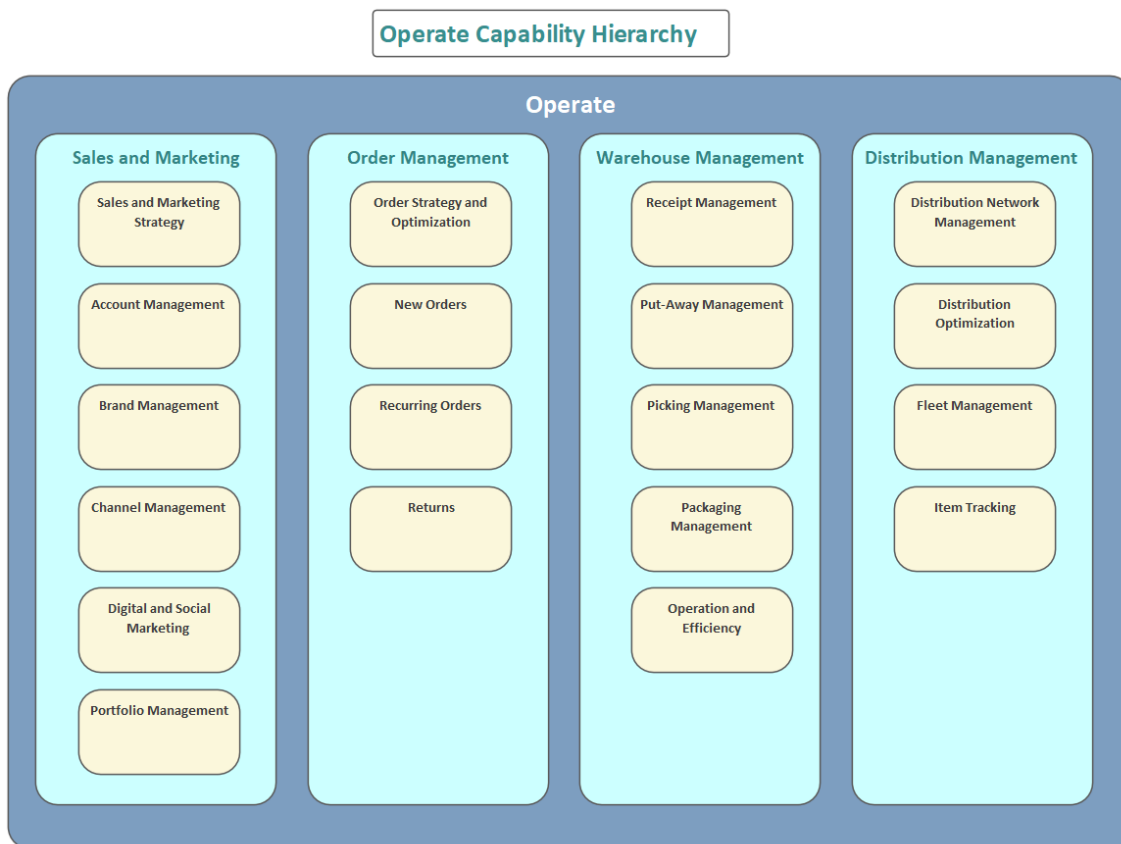 Operate Capability Hierarchy
Operate
Sales and Marketing
Sales and Marketing
Strategy
Account Management
Brand Management
Channel Management
Digital and Social
Marketing
Portfolio Management
Order Management
Order Strategy and
Optimization
New Orders
Recurring Orders
Returns
Warehouse Management
Receipt Management
Put-Away Management
Picking Management
Packaging
Management
Operation and
Efficiency
Distribution Management
Distribution Network
Management
Distribution
Optimization
Fleet Management
Item Tracking